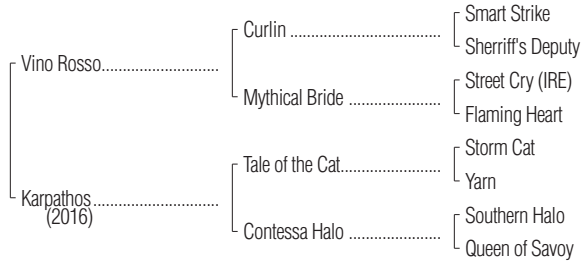 Smart Strike
Curlin ..............................
Sherriff's Deputy
Vino Rosso..............................
Street Cry (IRE)
Mythical Bride ..................
Flaming Heart
Storm Cat
Tale of the Cat....................
Yarn
Karpathos..........................
(2016)
Southern Halo
Contessa Halo ..................
Queen of Savoy